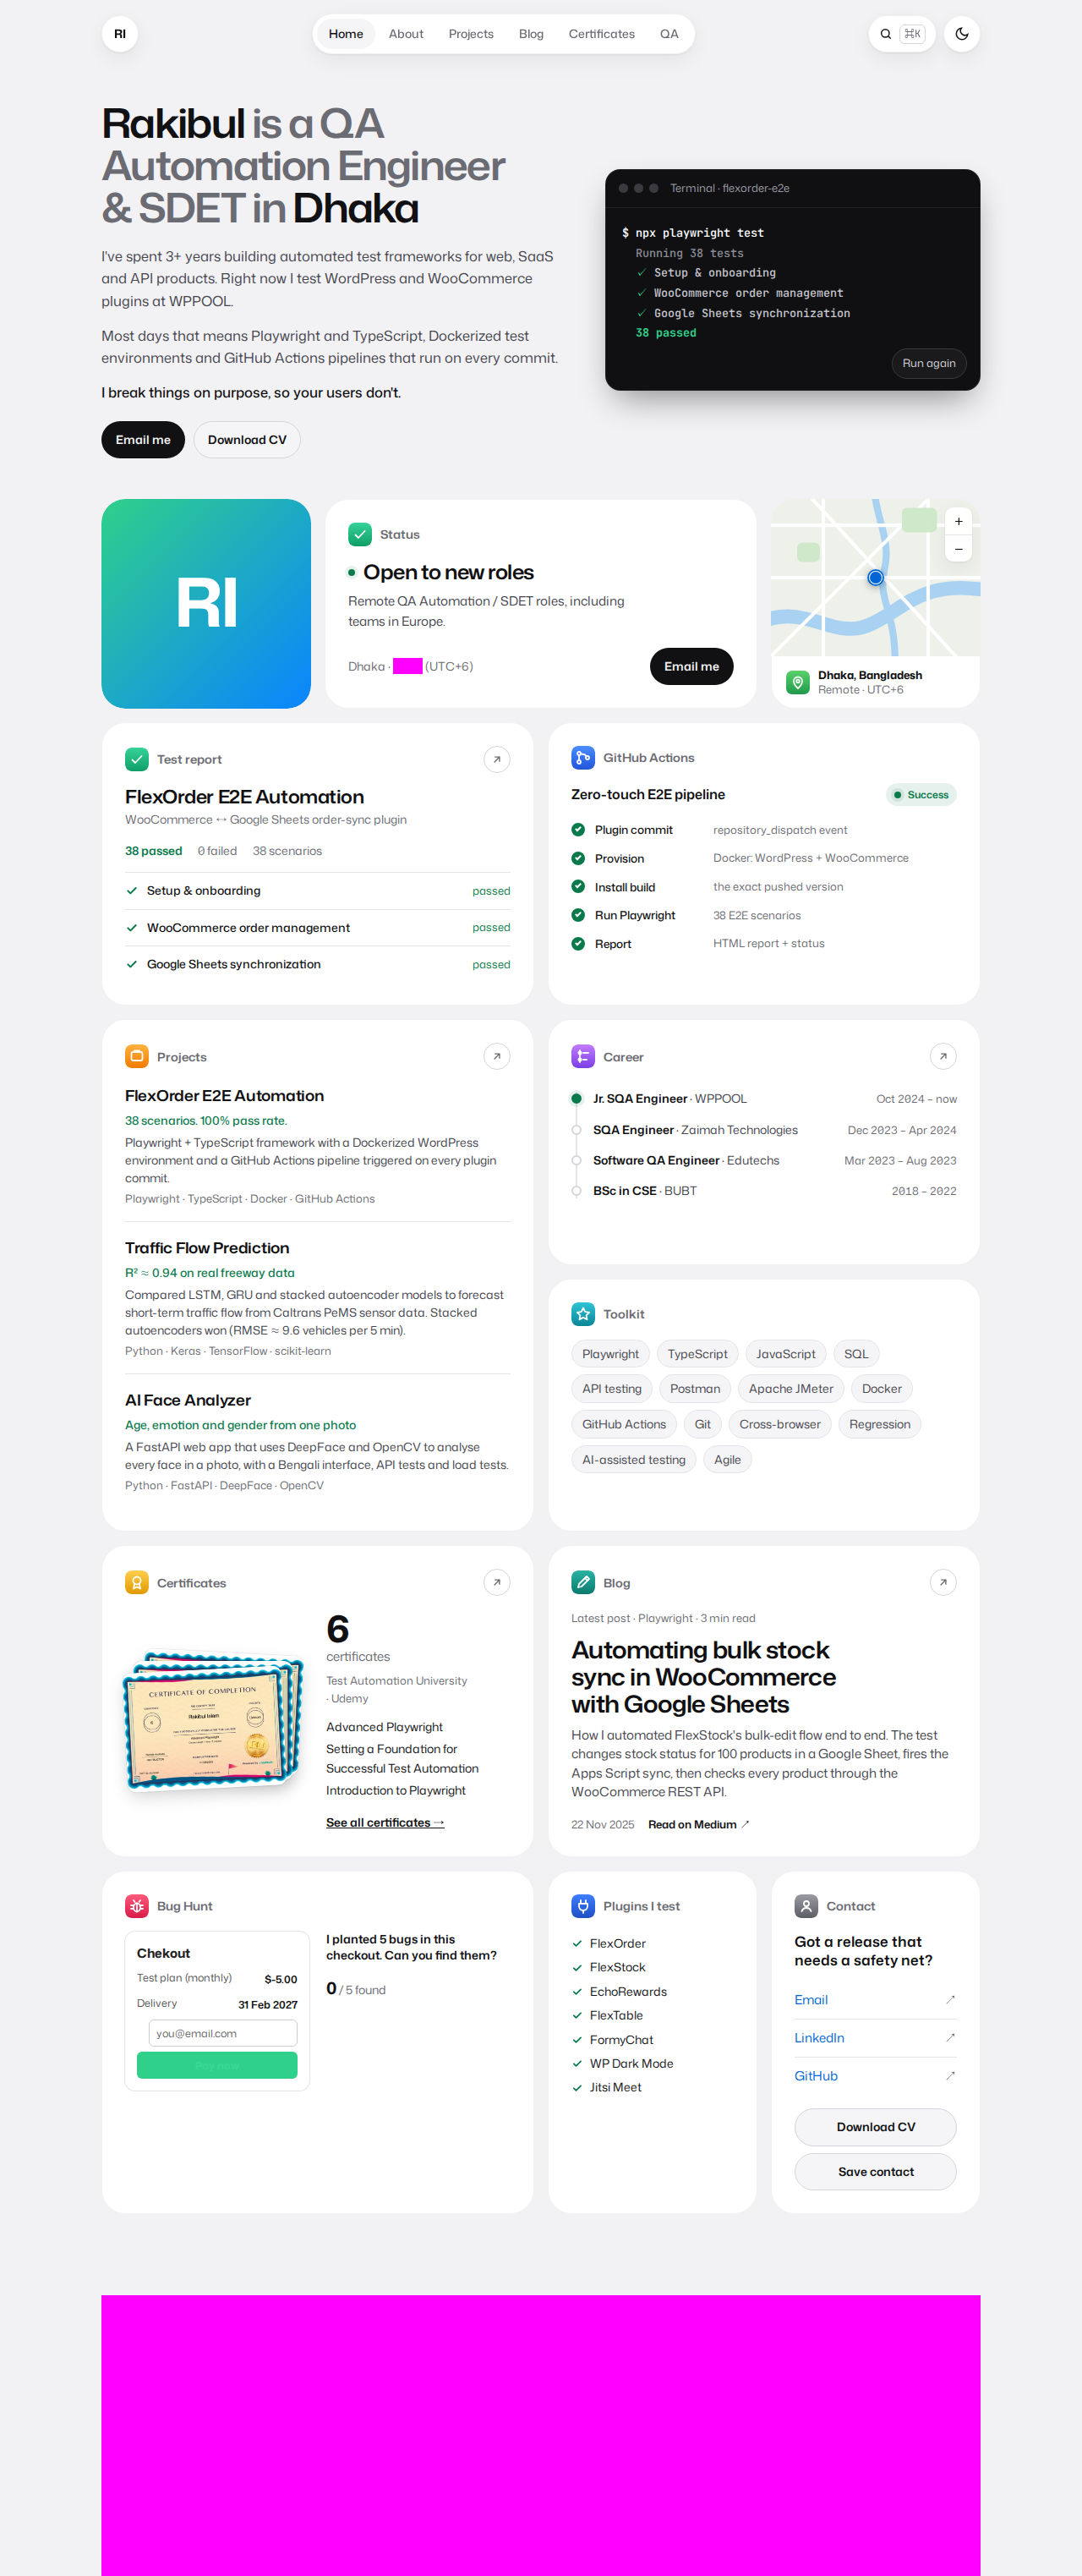 RI
Home About Projects Blog Certificates QA
⌘K
Rakibul is a QA
Automation Engineer
& SDET in Dhaka
I've spent 3+ years building automated test frameworks for web, SaaS
and API products. Right now I test WordPress and WooCommerce
plugins at WPPOOL.
Most days that means Playwright and TypeScript, Dockerized test
environments and GitHub Actions pipelines that run on every commit.
I break things on purpose, so your users don't.
Email me Download CV
Terminal · flexorder-e2e
$ npx playwright test
Running 38 tests
✓ Setup & onboarding
✓ WooCommerce order management
✓ Google Sheets synchronization
38 passed
Run again
RI
Status
Open to new roles
Remote QA Automation / SDET roles, including
teams in Europe.
Dhaka · (UTC+6)
Email me
+
−
Dhaka, Bangladesh
Remote · UTC+6
Test report
FlexOrder E2E Automation
WooCommerce ↔ Google Sheets order-sync plugin
38 passed 0 failed 38 scenarios
Setup & onboarding passed
WooCommerce order management passed
Google Sheets synchronization passed
GitHub Actions
Zero-touch E2E pipeline Success
Plugin commit repository_dispatch event
Provision Docker: WordPress + WooCommerce
Install build the exact pushed version
Run Playwright 38 E2E scenarios
Report HTML report + status
Projects
FlexOrder E2E Automation
38 scenarios. 100% pass rate.
Playwright + TypeScript framework with a Dockerized WordPress
environment and a GitHub Actions pipeline triggered on every plugin
commit.
Playwright · TypeScript · Docker · GitHub Actions
Traffic Flow Prediction
R² ≈ 0.94 on real freeway data
Compared LSTM, GRU and stacked autoencoder models to forecast
short-term traffic flow from Caltrans PeMS sensor data. Stacked
autoencoders won (RMSE ≈ 9.6 vehicles per 5 min).
Python · Keras · TensorFlow · scikit-learn
AI Face Analyzer
Age, emotion and gender from one photo
A FastAPI web app that uses DeepFace and OpenCV to analyse
every face in a photo, with a Bengali interface, API tests and load tests.
Python · FastAPI · DeepFace · OpenCV
Career
Jr. SQA Engineer · WPPOOL Oct 2024 – now
SQA Engineer · Zaimah Technologies Dec 2023 – Apr 2024
Software QA Engineer · Edutechs Mar 2023 – Aug 2023
BSc in CSE · BUBT 2018 – 2022
Toolkit
Playwright TypeScript JavaScript SQL
API testing Postman Apache JMeter Docker
GitHub Actions Git Cross-browser Regression
AI-assisted testing Agile
Certificates
CERTIFICATE OF COMPLETION
Rakibul Islam
6
certificates
Test Automation University
· Udemy
Advanced Playwright
Setting a Foundation for
Successful Test Automation
Introduction to Playwright
See all certificates →
Blog
Latest post · Playwright · 3 min read
Automating bulk stock
sync in WooCommerce
with Google Sheets
How I automated FlexStock's bulk-edit flow end to end. The test
changes stock status for 100 products in a Google Sheet, fires the
Apps Script sync, then checks every product through the
WooCommerce REST API.
22 Nov 2025 Read on Medium ↗
Bug Hunt
Chekout
Test plan (monthly) $-5.00
Delivery 31 Feb 2027
you@email.com
Pay now
I planted 5 bugs in this
checkout. Can you find them?
0 / 5 found
Plugins I test
FlexOrder
FlexStock
EchoRewards
FlexTable
FormyChat
WP Dark Mode
Jitsi Meet
Contact
Got a release that
needs a safety net?
Email ↗
LinkedIn ↗
GitHub ↗
Download CV
Save contact